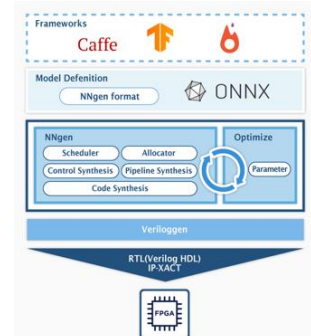 Frameworks
Caffe
Model Defenition
NNgen format
ONNX
NNgen
Optimize
Scheduler
Allocator
Control Synthesis
Pipeline Synthesis
Parameter
Code Synthesis
Veriloggen
RTL(Verilog HDL)
IP-XACT
FPGA